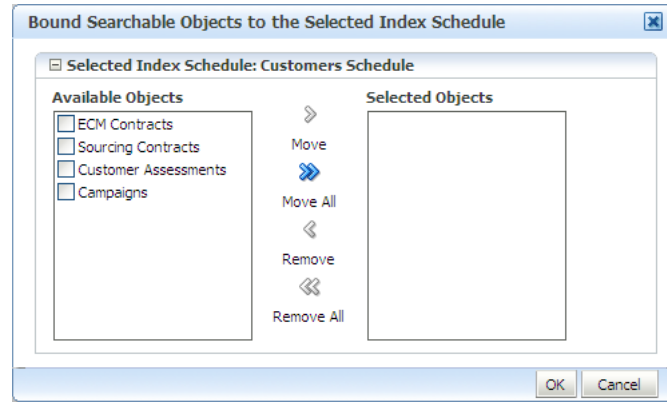 Bound Searchable Objects to the Selected Index Schedule
Selected Index Schedule: Customers Schedule
Available Objects
ECM Contracts
Sourcing Contracts
Customer Assessments
Campaigns
Move
Move All
Remove
Remove All
Selected Objects
OK
Cancel